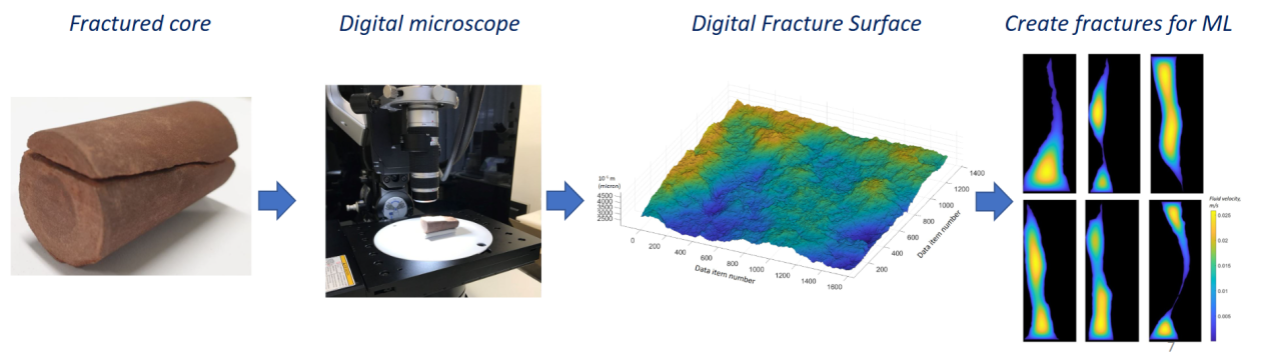 Fractured core
Digital microscope
Digital Fracture Surface
Create fractures for ML
10⁻⁵ m
(micron)
4500
4000
3500
3000
2500
0
200
400
600
800
1000
1200
1400
1600
Data item number
200
400
600
800
1000
1200
1400
Data item number
Fluid velocity,
m/s
0.025
0.02
0.015
0.01
0.005
7